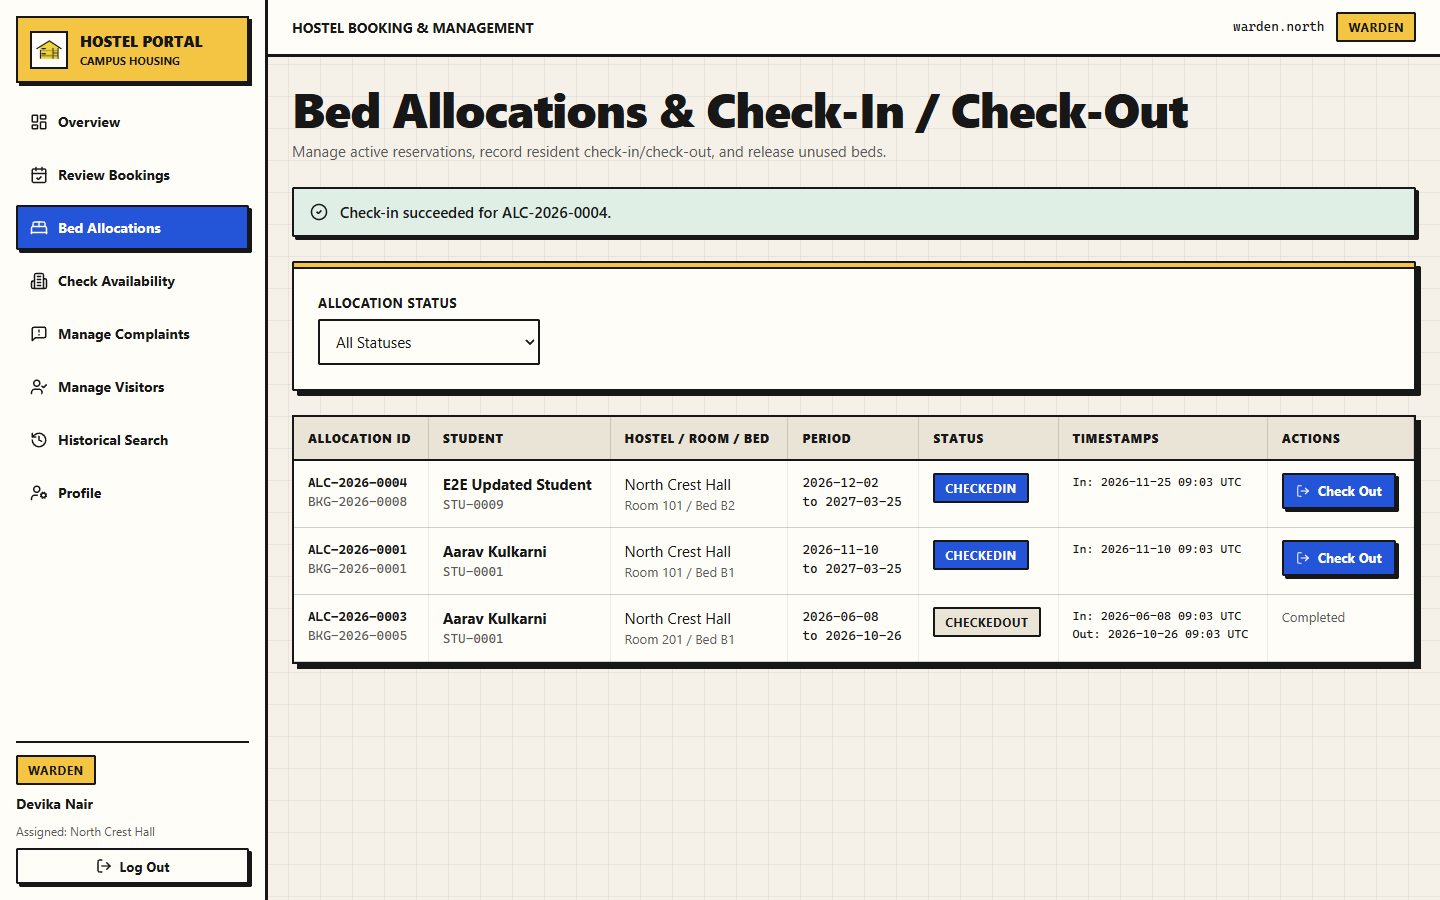 HOSTEL PORTAL
CAMPUS HOUSING
Overview
Review Bookings
Bed Allocations
Check Availability
Manage Complaints
Manage Visitors
Historical Search
Profile
WARDEN
Devika Nair
Assigned: North Crest Hall
Log Out
HOSTEL BOOKING & MANAGEMENT
warden.north WARDEN
Bed Allocations & Check-In / Check-Out
Manage active reservations, record resident check-in/check-out, and release unused beds.
Check-in succeeded for ALC-2026-0004.
ALLOCATION STATUS
All Statuses
ALLOCATION ID STUDENT HOSTEL / ROOM / BED PERIOD STATUS TIMESTAMPS ACTIONS
ALC-2026-0004 E2E Updated Student North Crest Hall 2026-12-02 CHECKEDIN In: 2026-11-25 09:03 UTC Check Out
BKG-2026-0008 STU-0009 Room 101 / Bed B2 to 2027-03-25
ALC-2026-0001 Aarav Kulkarni North Crest Hall 2026-11-10 CHECKEDIN In: 2026-11-10 09:03 UTC Check Out
BKG-2026-0001 STU-0001 Room 101 / Bed B1 to 2027-03-25
ALC-2026-0003 Aarav Kulkarni North Crest Hall 2026-06-08 CHECKEDOUT In: 2026-06-08 09:03 UTC Completed
BKG-2026-0005 STU-0001 Room 201 / Bed B1 to 2026-10-26 Out: 2026-10-26 09:03 UTC